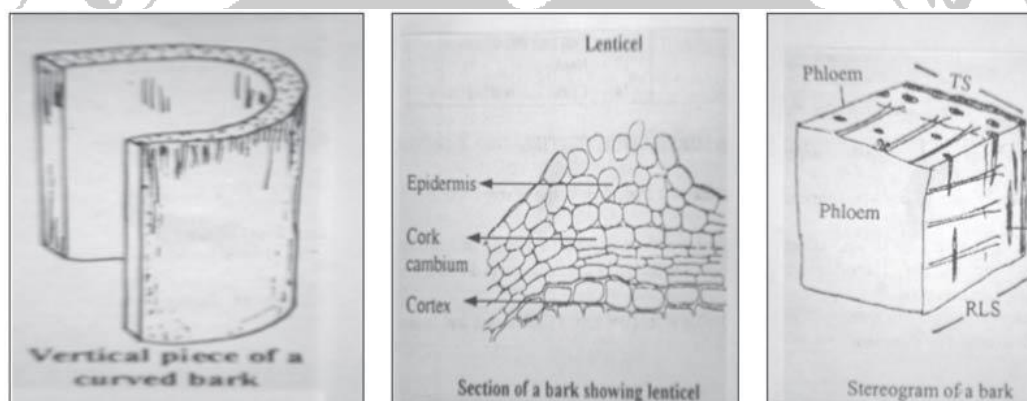 Vertical piece of a
curved bark
Lenticel
Epidermis
Cork
cambium
Cortex
Section of a bark showing lenticel
Phloem
TS
Phloem
RLS
Stereogram of a bark